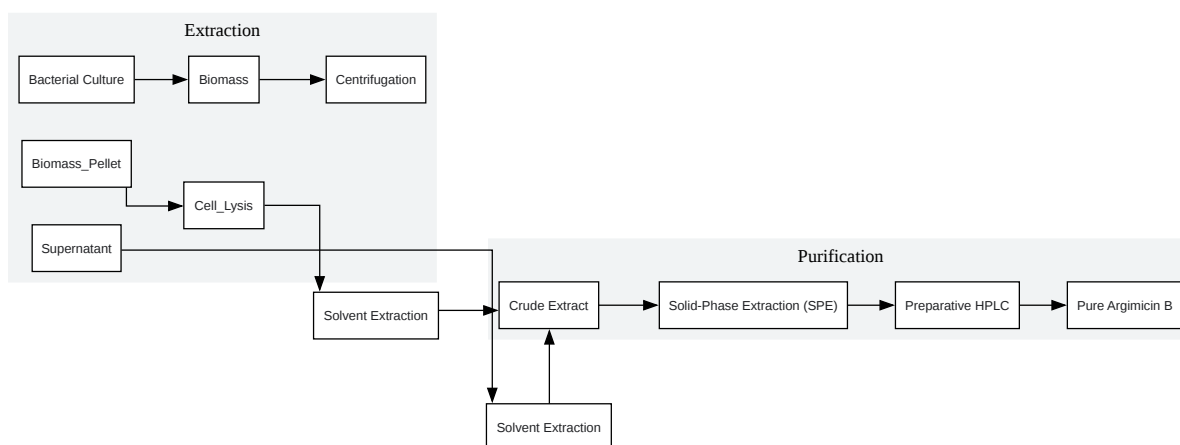 Extraction
Bacterial Culture
Biomass
Centrifugation
Biomass_Pellet
Cell_Lysis
Supernatant
Solvent Extraction
Purification
Crude Extract
Solid-Phase Extraction (SPE)
Preparative HPLC
Pure Argimicin B
Solvent Extraction